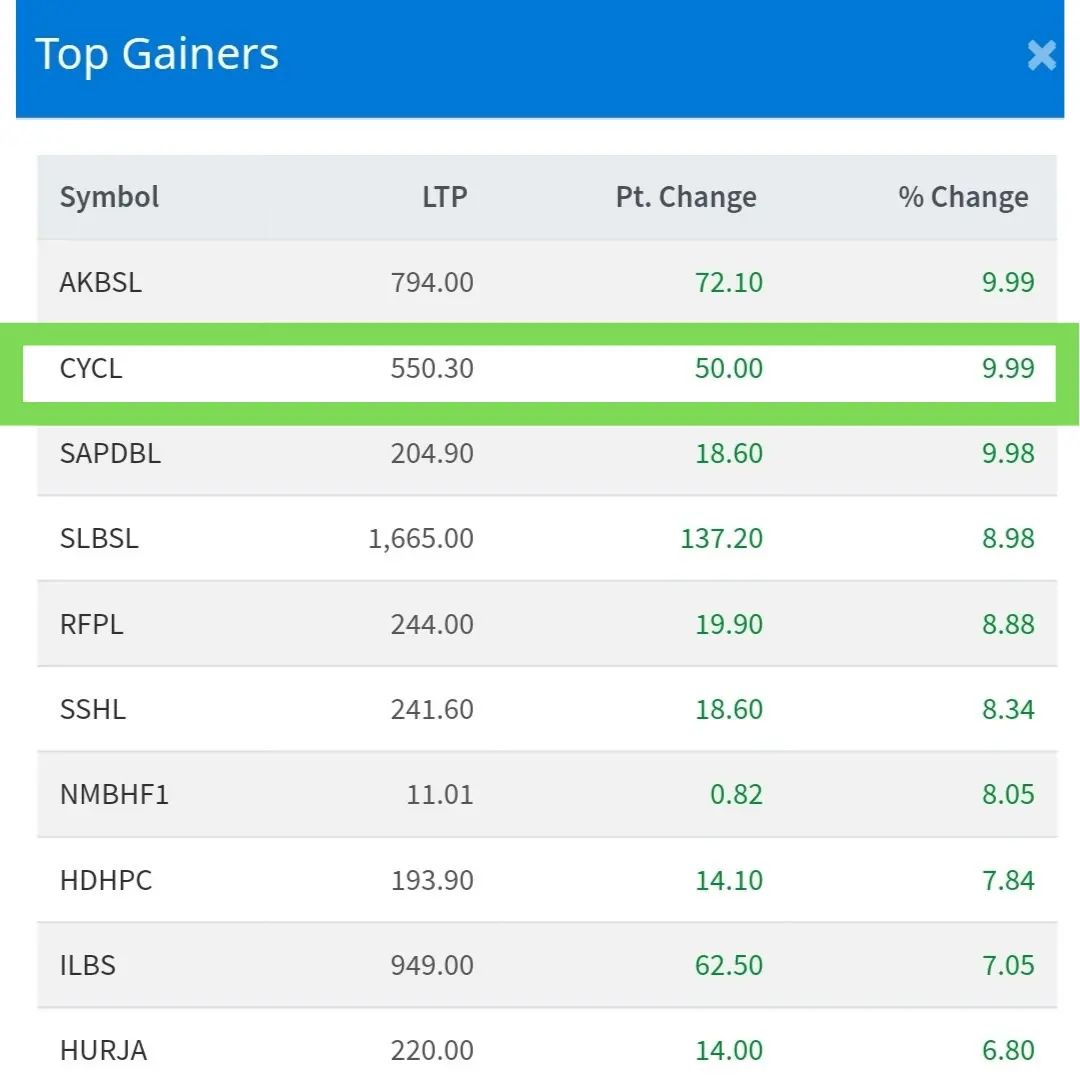 Top Gainers ×
Symbol LTP Pt. Change % Change
AKBSL 794.00 72.10 9.99
CYCL 550.30 50.00 9.99
SAPDBL 204.90 18.60 9.98
SLBSL 1,665.00 137.20 8.98
RFPL 244.00 19.90 8.88
SSHL 241.60 18.60 8.34
NMBHF1 11.01 0.82 8.05
HDHPC 193.90 14.10 7.84
ILBS 949.00 62.50 7.05
HURJA 220.00 14.00 6.80